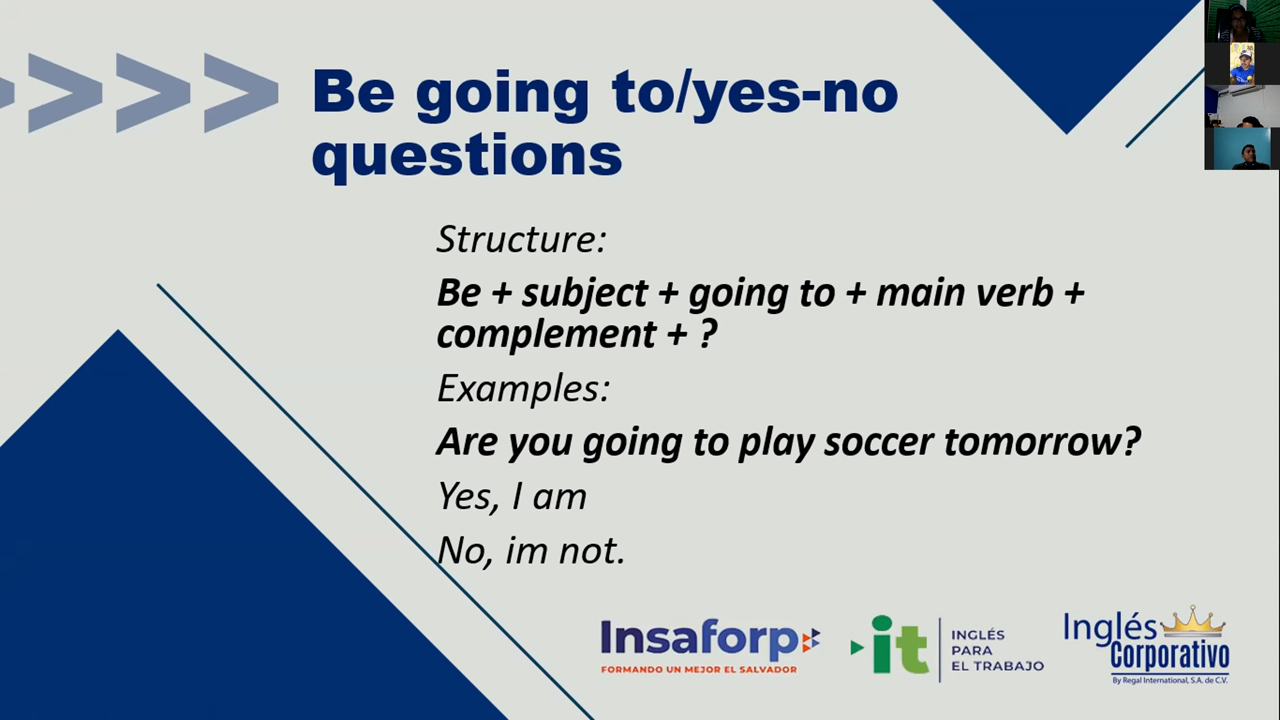 Be going to/yes-no
questions
Structure:
Be + subject + going to + main verb +
complement + ?
Examples:
Are you going to play soccer tomorrow?
Yes, I am
No, im not.
Insaforp
FORMANDO UN MEJOR EL SALVADOR
it
INGLÉS
PARA
EL TRABAJO
Inglés
Corporativo
By Regal International, S.A. de C.V.